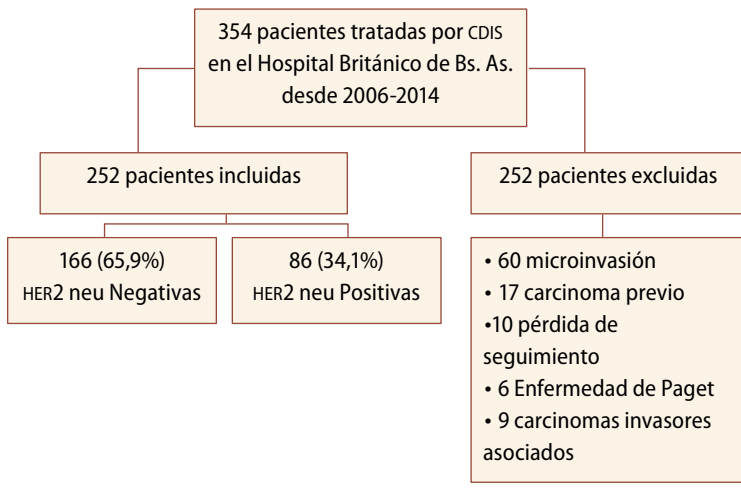 354 pacientes tratadas por CDIS
en el Hospital Británico de Bs. As.
desde 2006-2014
252 pacientes incluidas
252 pacientes excluidas
166 (65,9%)
HER2 neu Negativas
86 (34,1%)
HER2 neu Positivas
• 60 microinvasión
• 17 carcinoma previo
•10 pérdida de
seguimiento
• 6 Enfermedad de Paget
• 9 carcinomas invasores
asociados